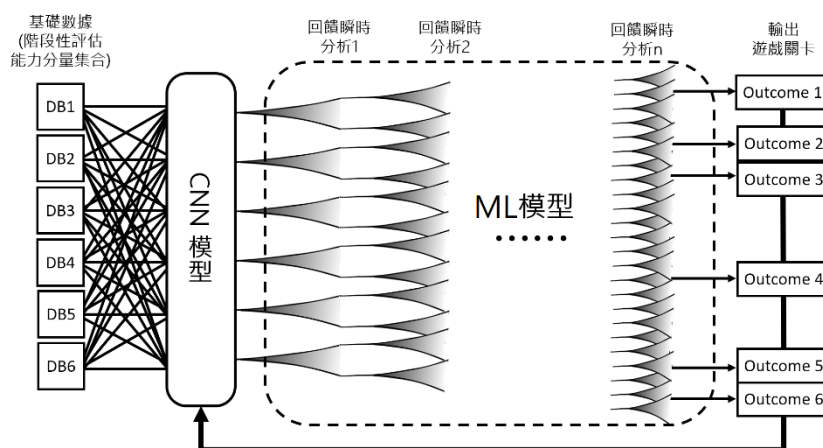 基礎數據
(階段性評估
能力分量集合)
DB1
DB2
DB3
DB4
DB5
DB6
CNN 模型
回饋瞬時
分析1
回饋瞬時
分析2
ML模型
......
回饋瞬時
分析n
輸出
遊戲關卡
Outcome 1
Outcome 2
Outcome 3
Outcome 4
Outcome 5
Outcome 6